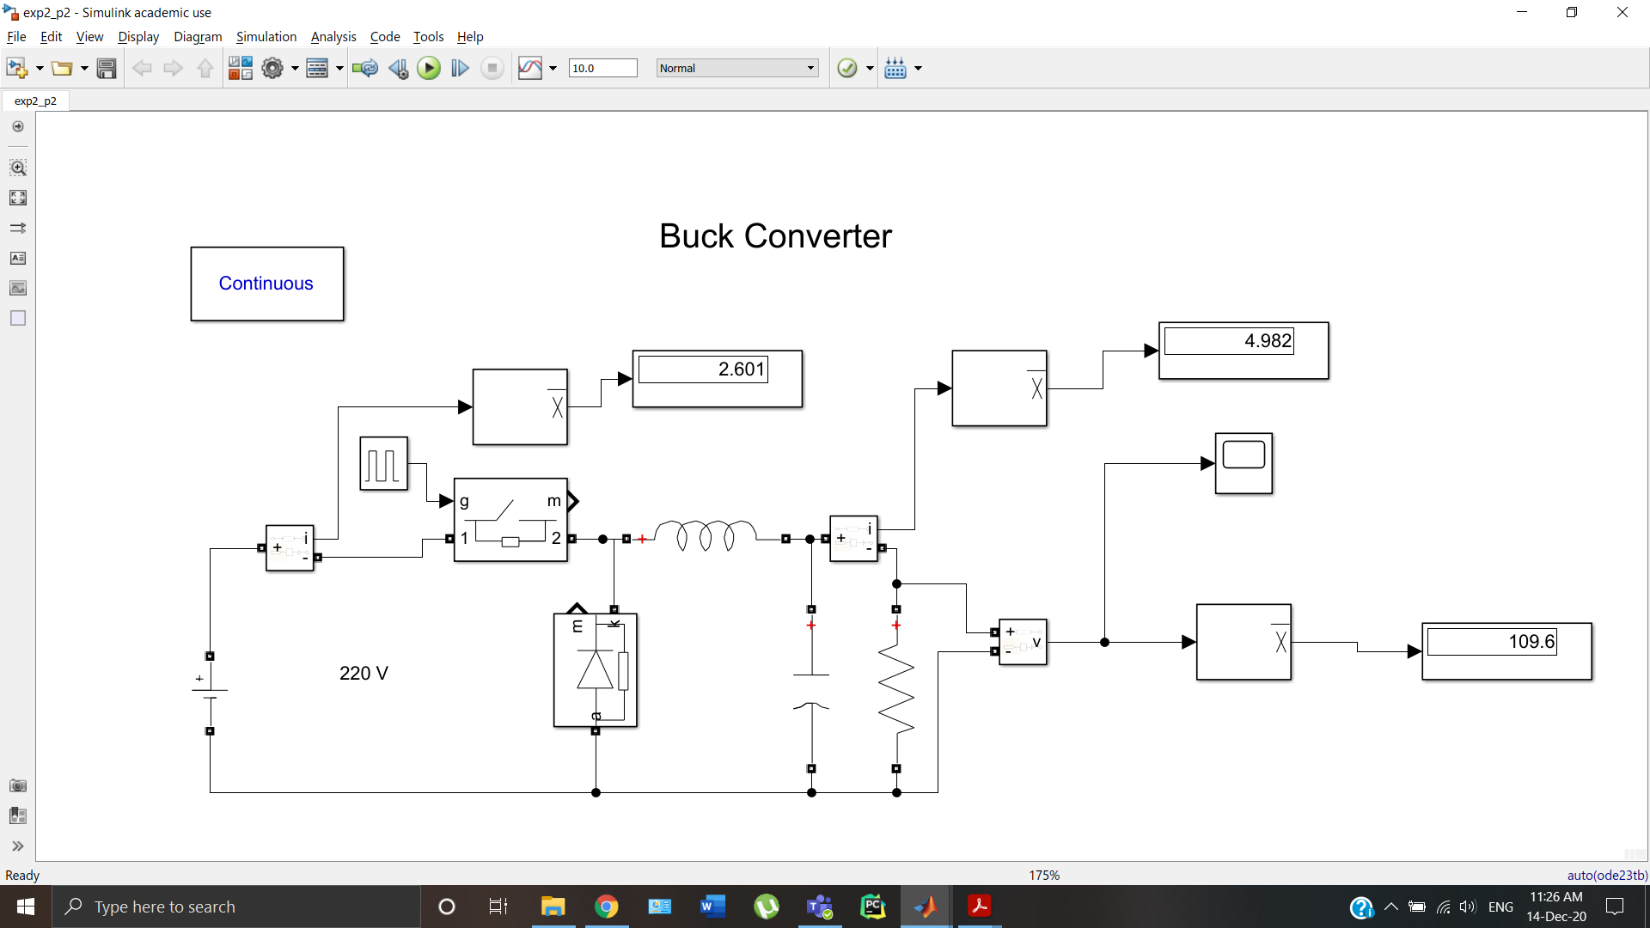 exp2_p2 - Simulink academic use
File Edit View Display Diagram Simulation Analysis Code Tools Help
10.0 Normal
exp2_p2
Buck Converter
Continuous
4.982
2.601
X
X
g m
1 2
+ i -
+
+ i -
m k
a
+
+
+ - v
X
109.6
+
220 V
Ready 175% auto(ode23tb)
Type here to search
W
PC
ENG
11:26 AM
14-Dec-20